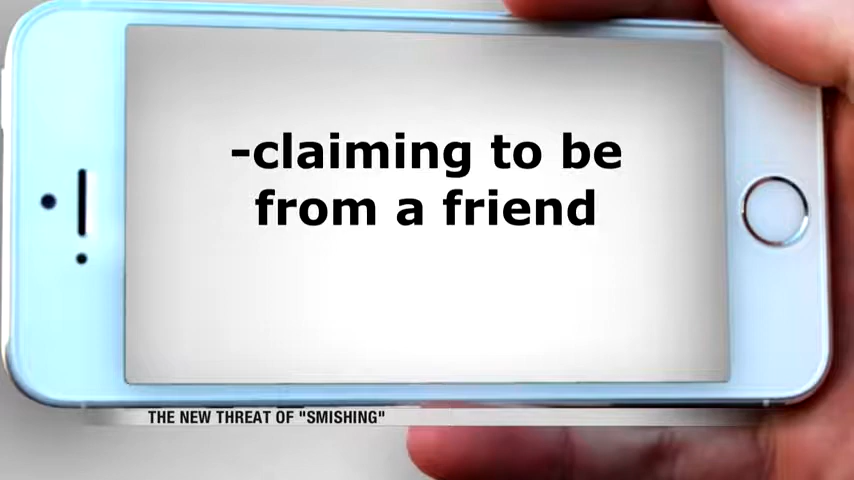 -claiming to be
from a friend
THE NEW THREAT OF "SMISHING"